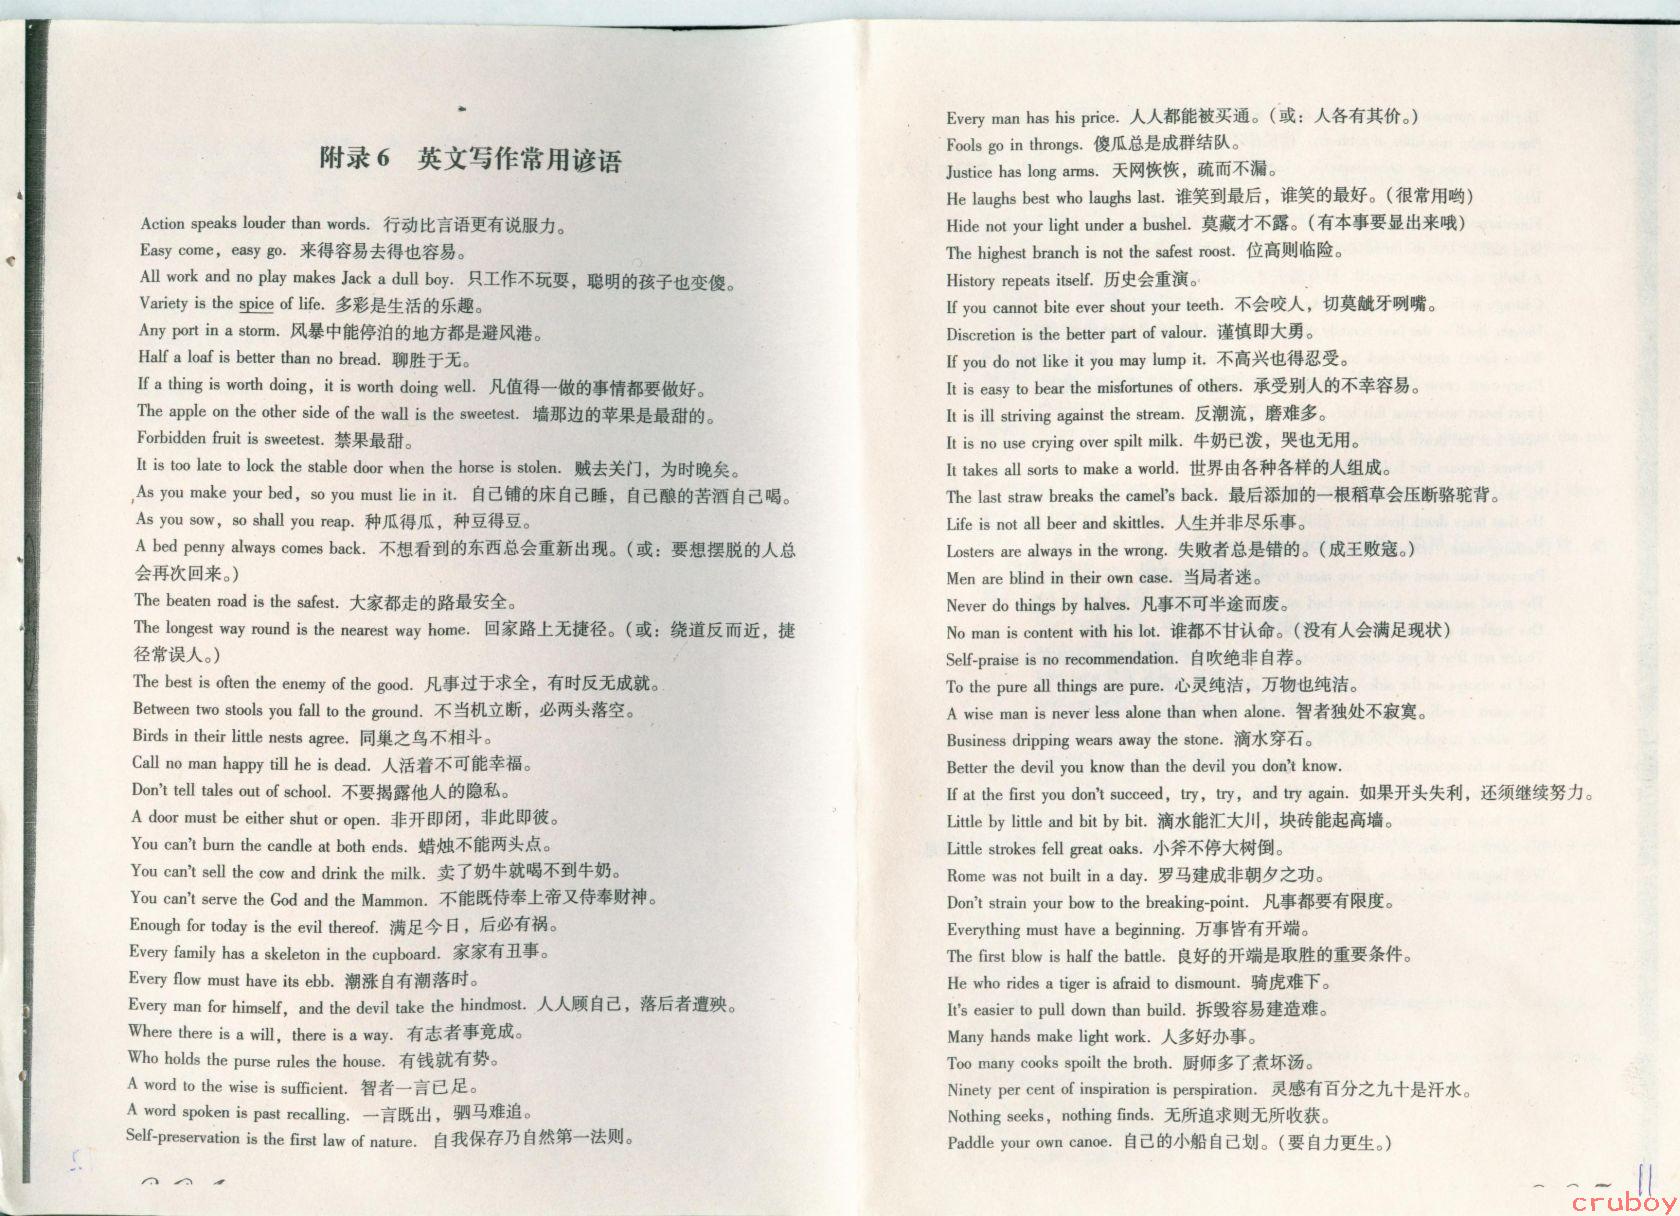 附录6 英文写作常用谚语
Action speaks louder than words. 行动比言语更有说服力。
Easy come, easy go. 来得容易去得也容易。
All work and no play makes Jack a dull boy. 只工作不玩耍，聪明的孩子也变傻。
Variety is the spice of life. 多彩是生活的乐趣。
Any port in a storm. 风暴中能停泊的地方都是避风港。
Half a loaf is better than no bread. 聊胜于无。
If a thing is worth doing, it is worth doing well. 凡值得一做的事情都要做好。
The apple on the other side of the wall is the sweetest. 墙那边的苹果是最甜的。
Forbidden fruit is sweetest. 禁果最甜。
It is too late to lock the stable door when the horse is stolen. 贼去关门，为时晚矣。
As you make your bed, so you must lie in it. 自己铺的床自己睡，自己酿的苦酒自己喝。
As you sow, so shall you reap. 种瓜得瓜，种豆得豆。
A bed penny always comes back. 不想看到的东西总会重新出现。（或：要想摆脱的人总
会再次回来。）
The beaten road is the safest. 大家都走的路最安全。
The longest way round is the nearest way home. 回家路上无捷径。（或：绕道反而近，捷
径常误人。）
The best is often the enemy of the good. 凡事过于求全，有时反无成就。
Between two stools you fall to the ground. 不当机立断，必两头落空。
Birds in their little nests agree. 同巢之鸟不相斗。
Call no man happy till he is dead. 人活着不可能幸福。
Don't tell tales out of school. 不要揭露他人的隐私。
A door must be either shut or open. 非开即闭，非此即彼。
You can't burn the candle at both ends. 蜡烛不能两头点。
You can't sell the cow and drink the milk. 卖了奶牛就喝不到牛奶。
You can't serve the God and the Mammon. 不能既侍奉上帝又侍奉财神。
Enough for today is the evil thereof. 满足今日，后必有祸。
Every family has a skeleton in the cupboard. 家家有丑事。
Every flow must have its ebb. 潮涨自有潮落时。
Every man for himself, and the devil take the hindmost. 人人顾自己，落后者遭殃。
Where there is a will, there is a way. 有志者事竟成。
Who holds the purse rules the house. 有钱就有势。
A word to the wise is sufficient. 智者一言已足。
A word spoken is past recalling. 一言既出，驷马难追。
Self-preservation is the first law of nature. 自我保存乃自然第一法则。
Every man has his price. 人人都能被买通。（或：人各有其价。）
Fools go in throngs. 傻瓜总是成群结队。
Justice has long arms. 天网恢恢，疏而不漏。
He laughs best who laughs last. 谁笑到最后，谁笑的最好。（很常用哟）
Hide not your light under a bushel. 莫藏才不露。（有本事要显出来哦）
The highest branch is not the safest roost. 位高则临险。
History repeats itself. 历史会重演。
If you cannot bite ever shout your teeth. 不会咬人，切莫龇牙咧嘴。
Discretion is the better part of valour. 谨慎即大勇。
If you do not like it you may lump it. 不高兴也得忍受。
It is easy to bear the misfortunes of others. 承受别人的不幸容易。
It is ill striving against the stream. 反潮流，磨难多。
It is no use crying over spilt milk. 牛奶已泼，哭也无用。
It takes all sorts to make a world. 世界由各种各样的人组成。
The last straw breaks the camel's back. 最后添加的一根稻草会压断骆驼背。
Life is not all beer and skittles. 人生并非尽乐事。
Losters are always in the wrong. 失败者总是错的。（成王败寇。）
Men are blind in their own case. 当局者迷。
Never do things by halves. 凡事不可半途而废。
No man is content with his lot. 谁都不甘认命。（没有人会满足现状）
Self-praise is no recommendation. 自吹绝非自荐。
To the pure all things are pure. 心灵纯洁，万物也纯洁。
A wise man is never less alone than when alone. 智者独处不寂寞。
Business dripping wears away the stone. 滴水穿石。
Better the devil you know than the devil you don't know.
If at the first you don't succeed, try, try, and try again. 如果开头失利，还须继续努力。
Little by little and bit by bit. 滴水能汇大川，块砖能起高墙。
Little strokes fell great oaks. 小斧不停大树倒。
Rome was not built in a day. 罗马建成非朝夕之功。
Don't strain your bow to the breaking-point. 凡事都要有限度。
Everything must have a beginning. 万事皆有开端。
The first blow is half the battle. 良好的开端是取胜的重要条件。
He who rides a tiger is afraid to dismount. 骑虎难下。
It's easier to pull down than build. 拆毁容易建造难。
Many hands make light work. 人多好办事。
Too many cooks spoilt the broth. 厨师多了煮坏汤。
Ninety per cent of inspiration is perspiration. 灵感有百分之九十是汗水。
Nothing seeks, nothing finds. 无所追求则无所收获。
Paddle your own canoe. 自己的小船自己划。（要自力更生。）
11
cruboy